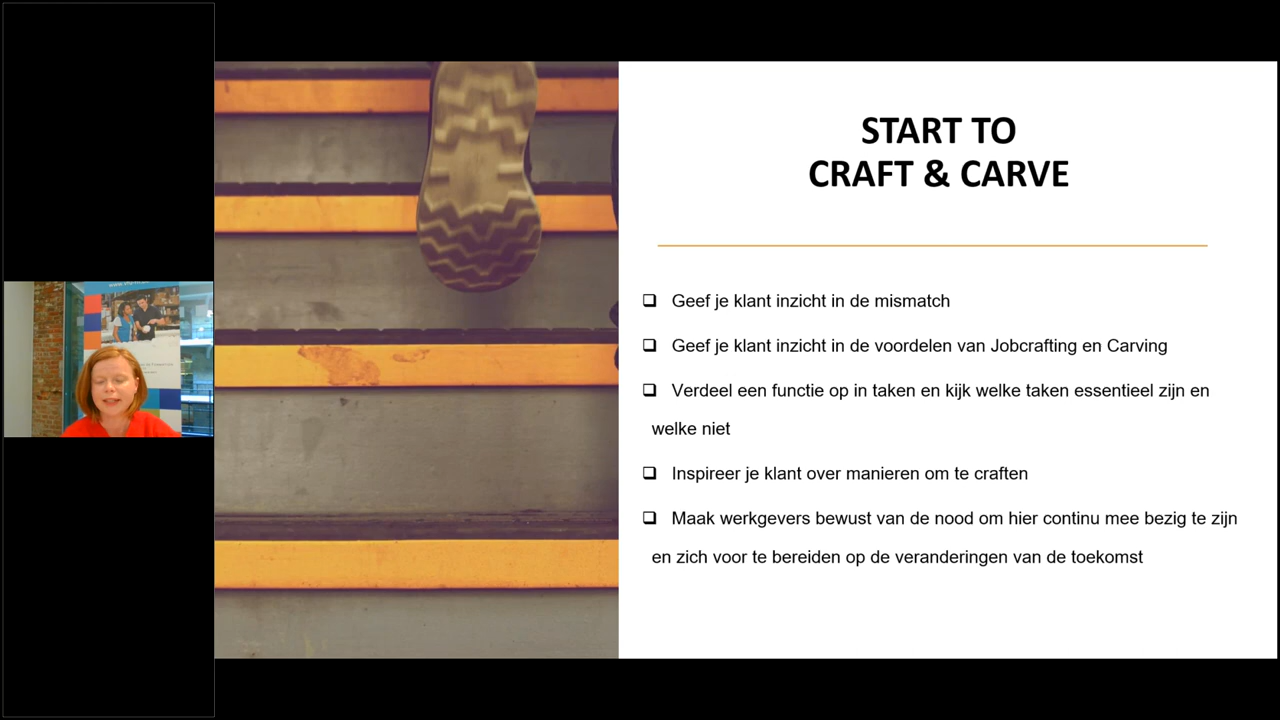 START TO
CRAFT & CARVE
❑ Geef je klant inzicht in de mismatch
❑ Geef je klant inzicht in de voordelen van Jobcrafting en Carving
❑ Verdeel een functie op in taken en kijk welke taken essentieel zijn en
welke niet
❑ Inspireer je klant over manieren om te craften
❑ Maak werkgevers bewust van de nood om hier continu mee bezig te zijn
en zich voor te bereiden op de veranderingen van de toekomst